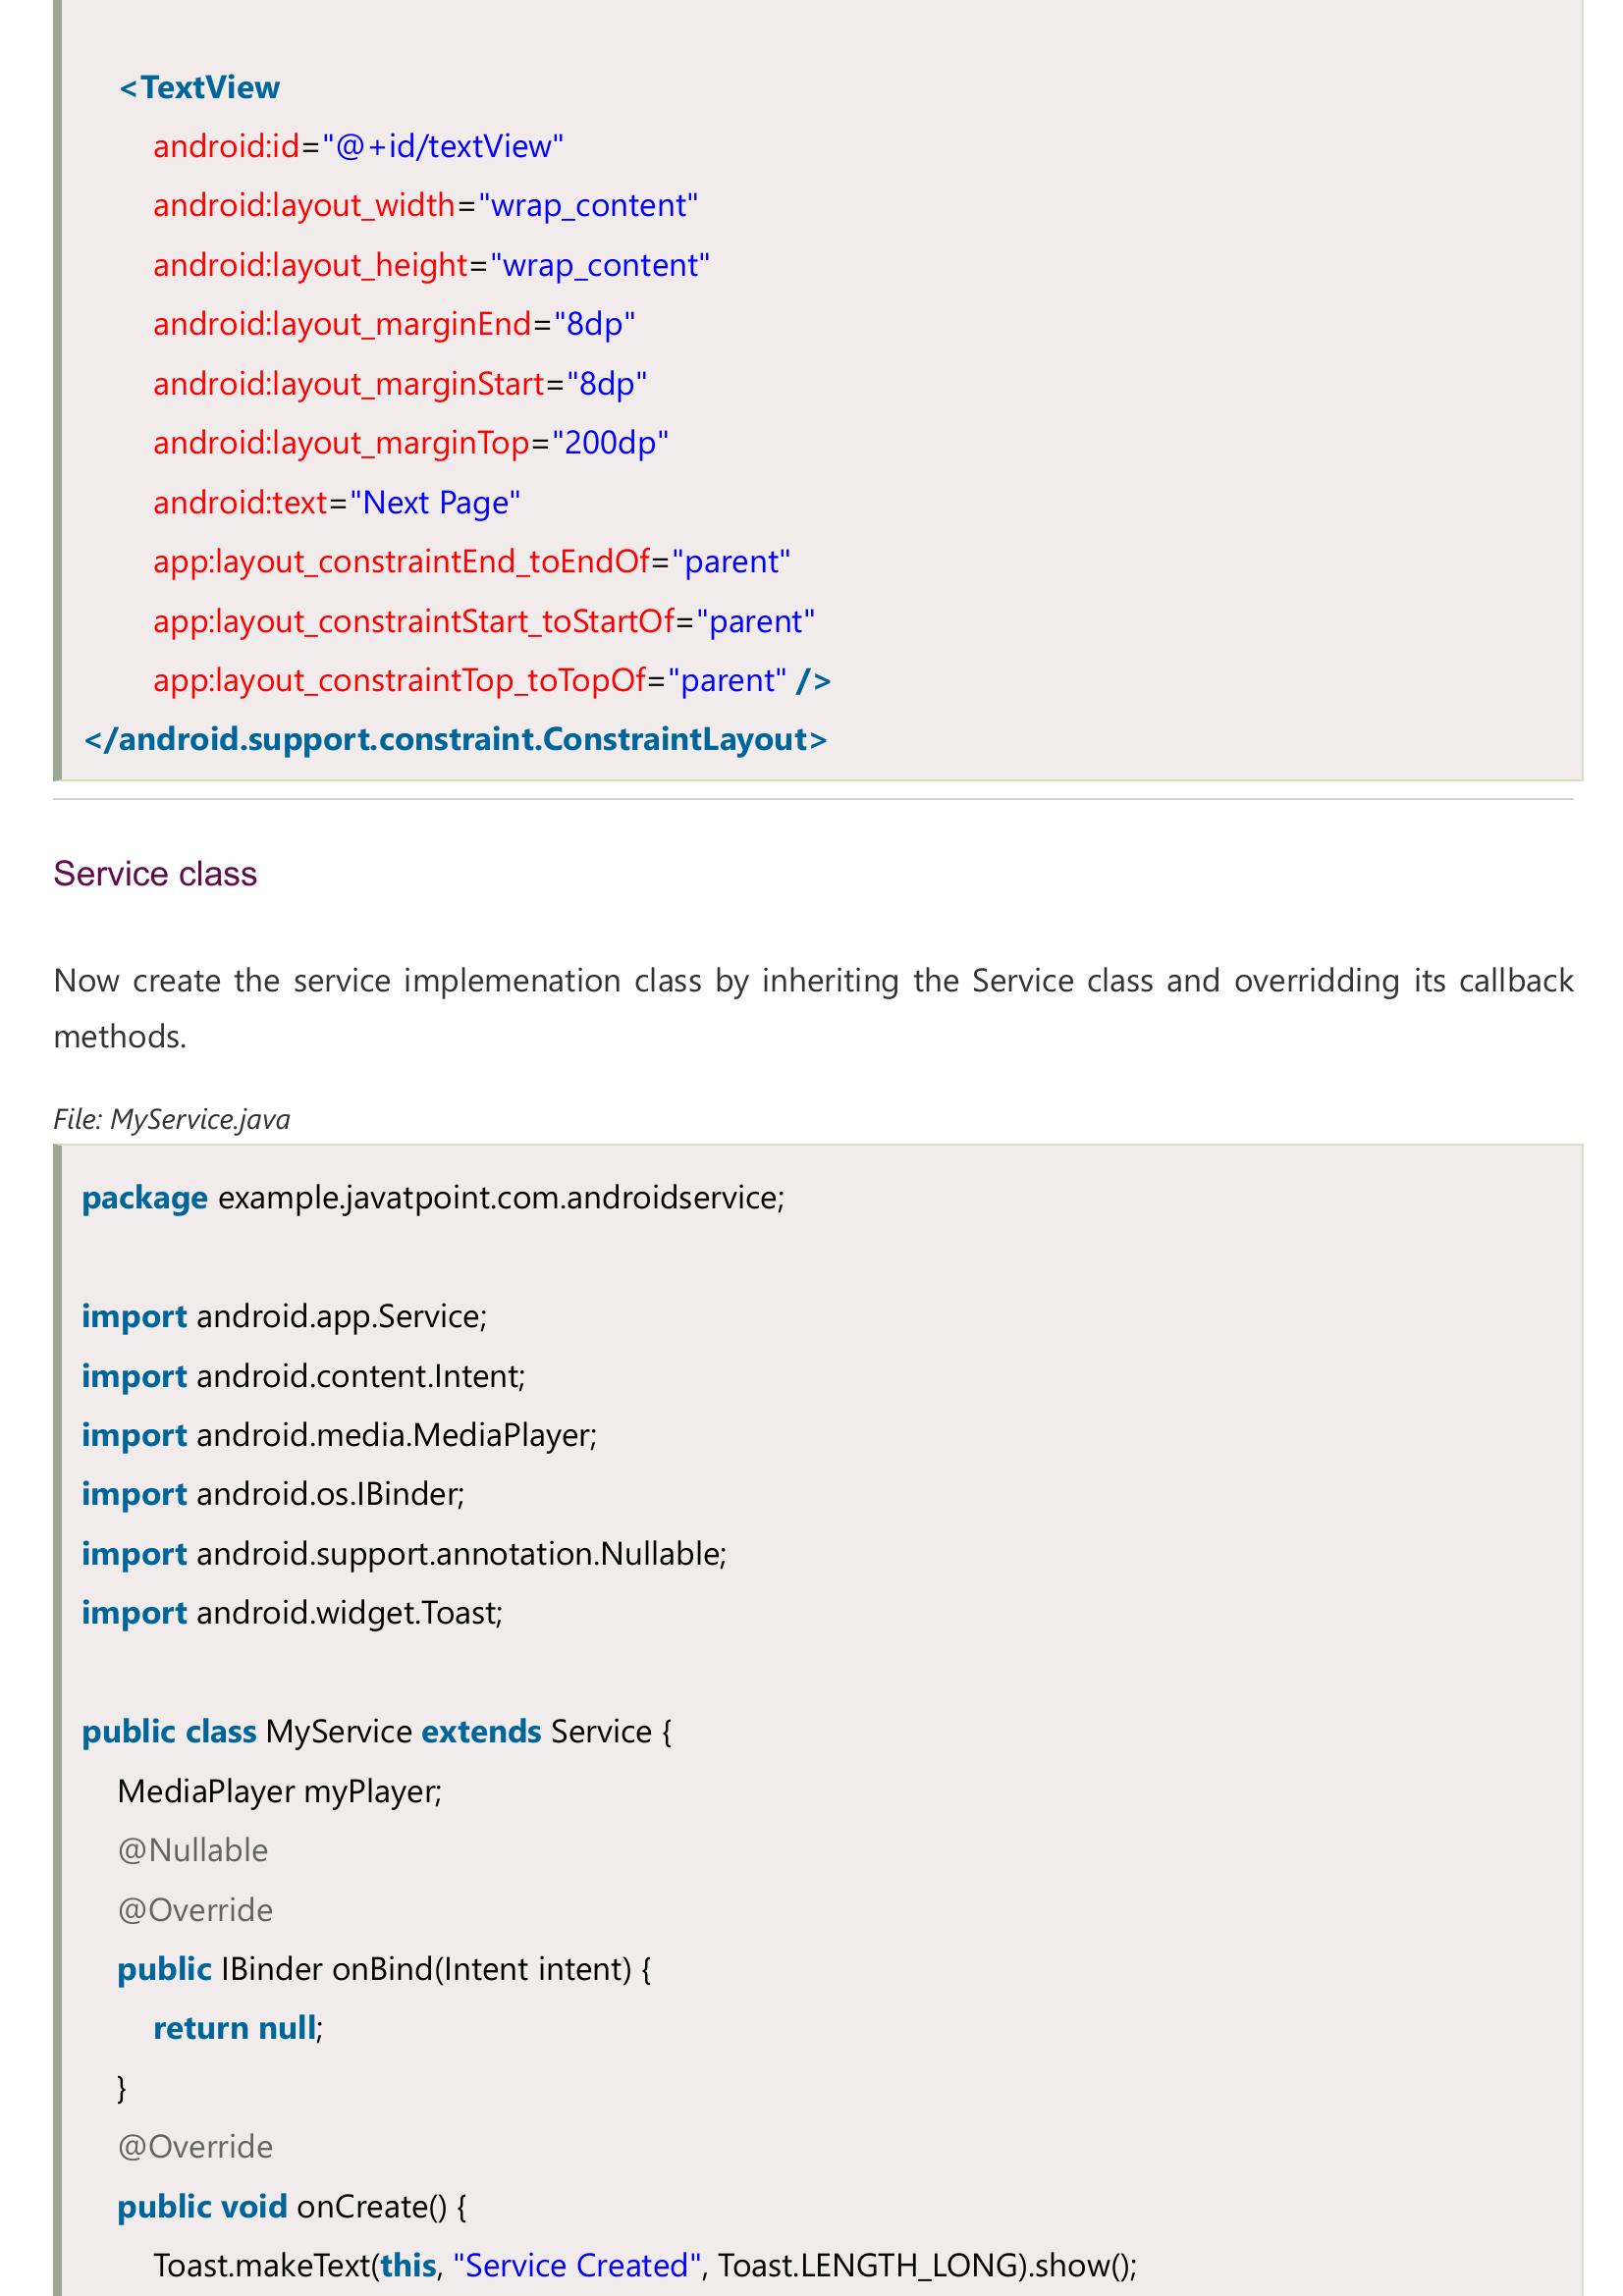 <TextView
android:id="@+id/textView"
android:layout_width="wrap_content"
android:layout_height="wrap_content"
android:layout_marginEnd="8dp"
android:layout_marginStart="8dp"
android:layout_marginTop="200dp"
android:text="Next Page"
app:layout_constraintEnd_toEndOf="parent"
app:layout_constraintStart_toStartOf="parent"
app:layout_constraintTop_toTopOf="parent" />
</android.support.constraint.ConstraintLayout>
Service class
Now create the service implemenation class by inheriting the Service class and overridding its callback
methods.
File: MyService.java
package example.javatpoint.com.androidservice;
import android.app.Service;
import android.content.Intent;
import android.media.MediaPlayer;
import android.os.IBinder;
import android.support.annotation.Nullable;
import android.widget.Toast;
public class MyService extends Service {
MediaPlayer myPlayer;
@Nullable
@Override
public IBinder onBind(Intent intent) {
return null;
}
@Override
public void onCreate() {
Toast.makeText(this, "Service Created", Toast.LENGTH_LONG).show();